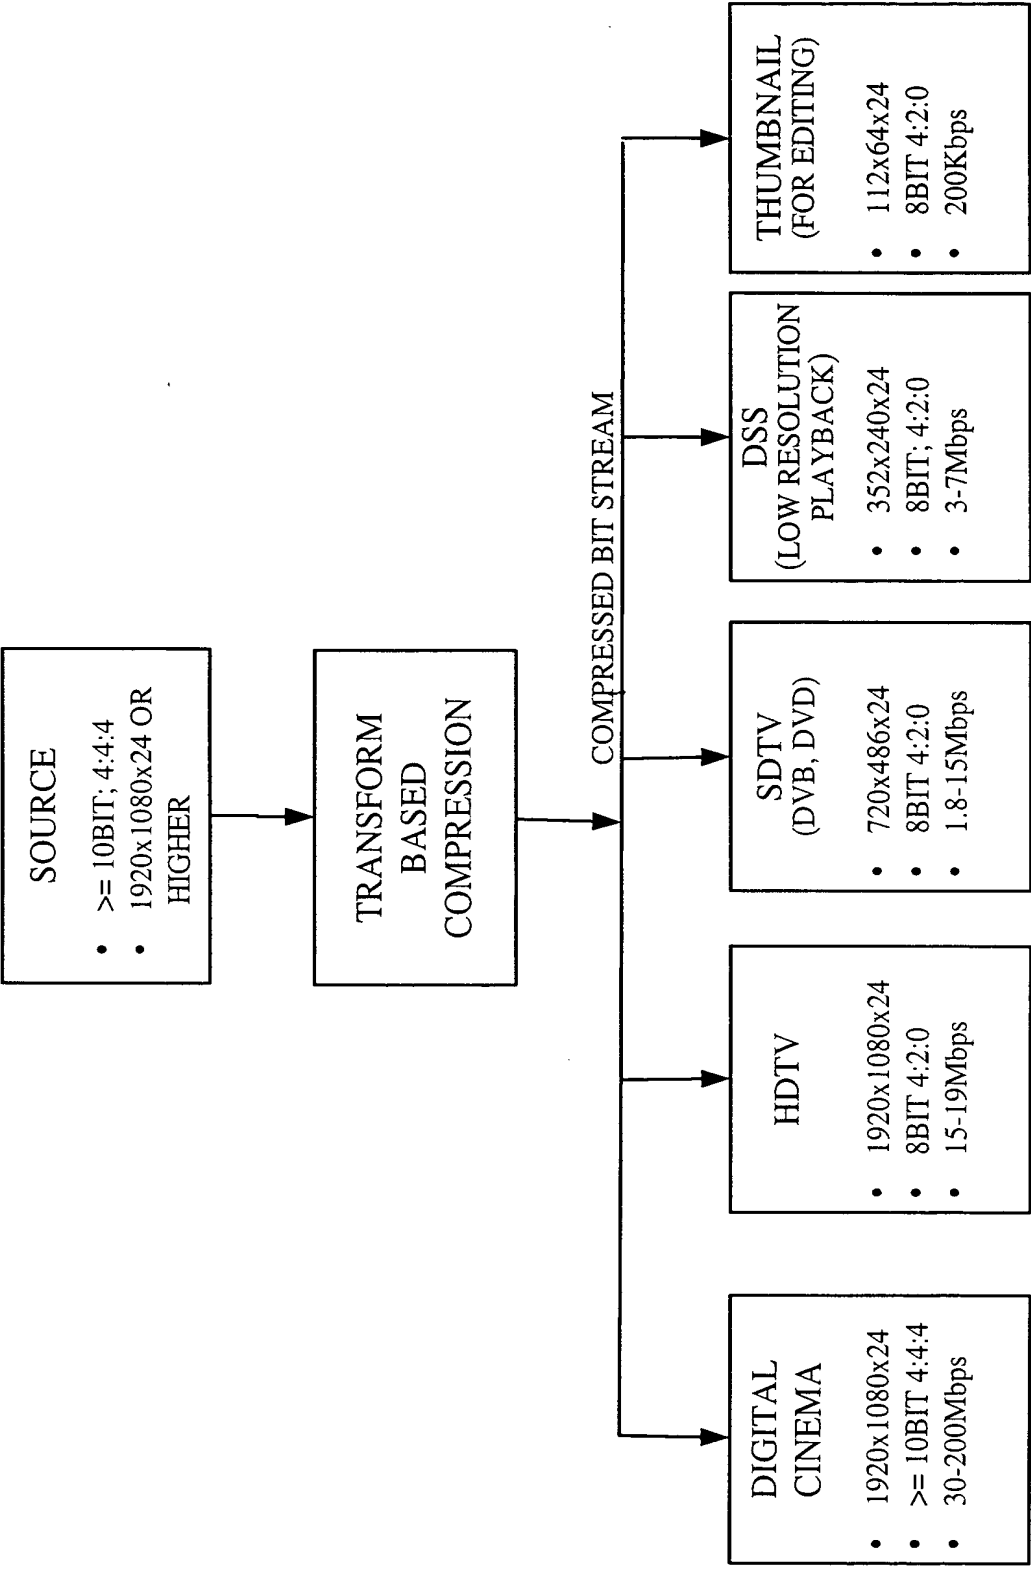 SOURCE
• >= 10BIT; 4:4:4
• 1920x1080x24 OR
HIGHER
TRANSFORM
BASED
COMPRESSION
COMPRESSED BIT STREAM
DIGITAL
CINEMA
• 1920x1080x24
• >= 10BIT 4:4:4
• 30-200Mbps
HDTV
• 1920x1080x24
• 8BIT 4:2:0
• 15-19Mbps
SDTV
(DVB, DVD)
• 720x486x24
• 8BIT 4:2:0
• 1.8-15Mbps
DSS
(LOW RESOLUTION
PLAYBACK)
• 352x240x24
• 8BIT; 4:2:0
• 3-7Mbps
THUMBNAIL
(FOR EDITING)
• 112x64x24
• 8BIT 4:2:0
• 200Kbps